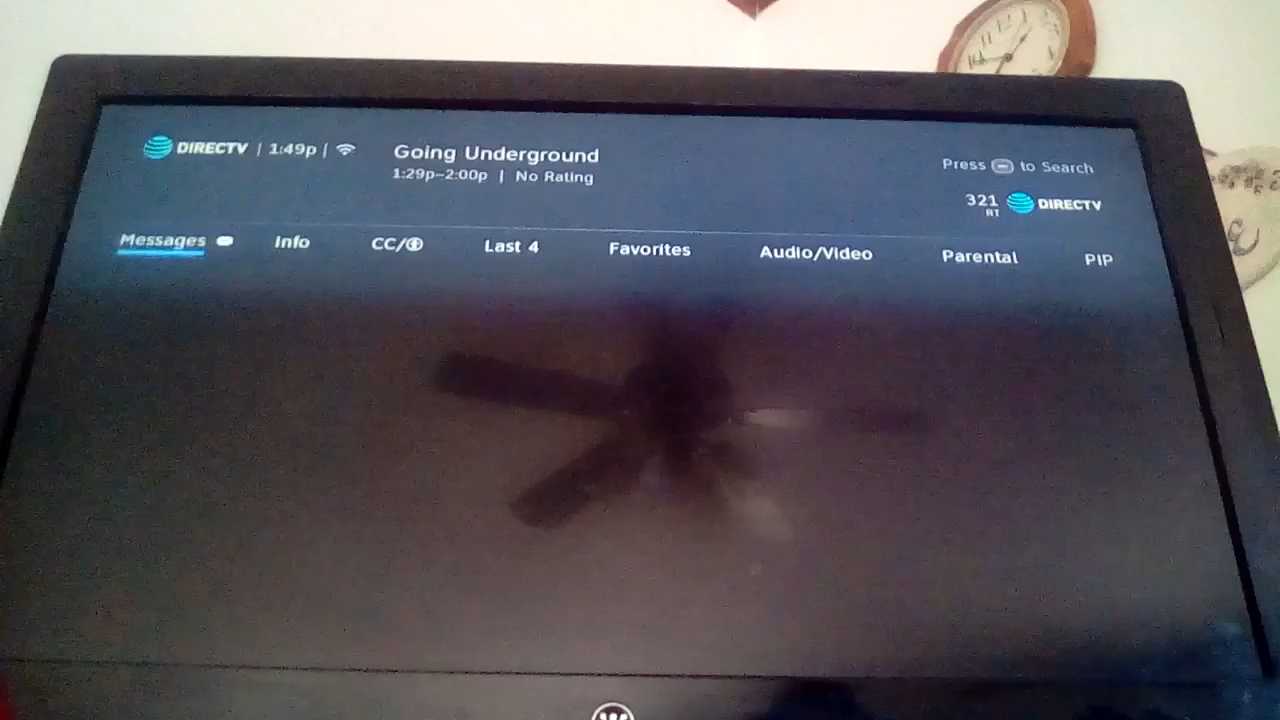 DIRECTV | 1:49p |
Going Underground
1:29p-2:00p | No Rating
Press to Search
321
RT
DIRECTV
Messages Info CC/ Last 4 Favorites Audio/Video Parental PIP